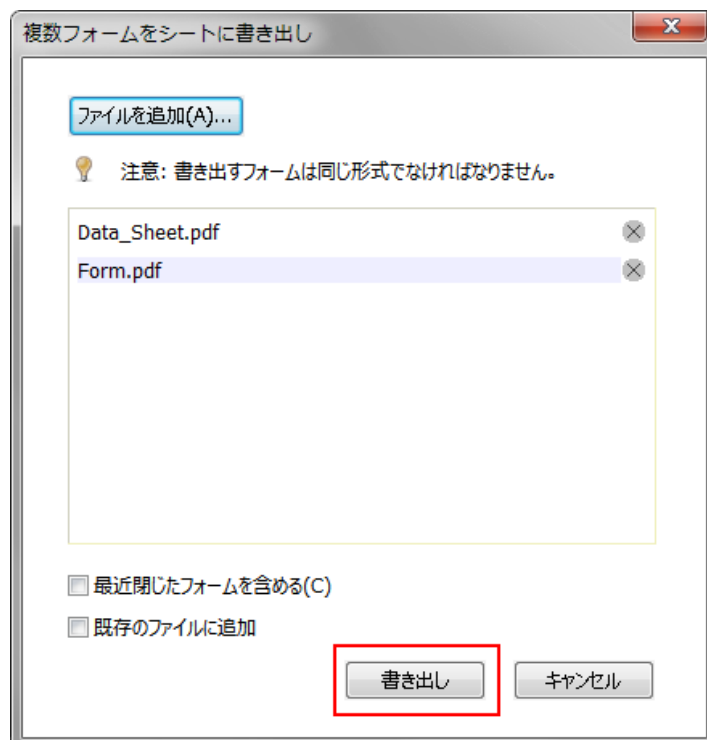 複数フォームをシートに書き出し
ファイルを追加(A)...
注意: 書き出すフォームは同じ形式でなければなりません。
Data_Sheet.pdf
Form.pdf
最近閉じたフォームを含める(C)
既存のファイルに追加
書き出し
キャンセル